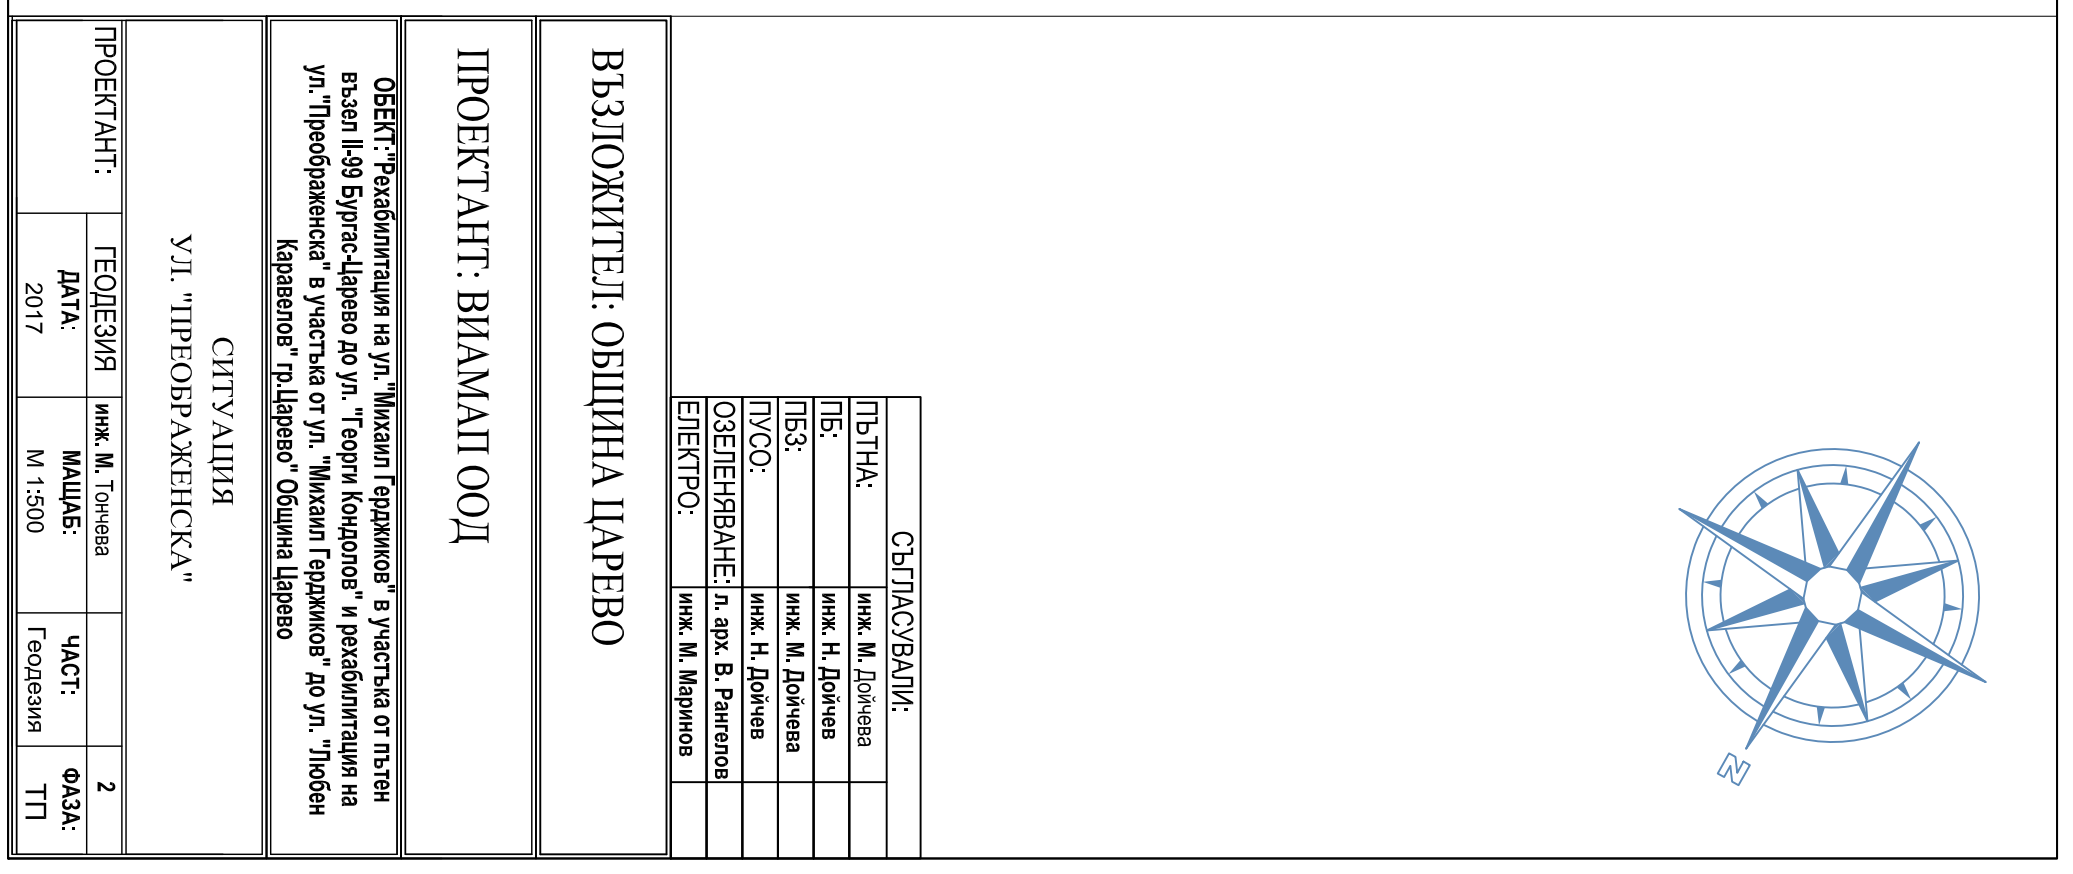 СЪГЛАСУВАЛИ:
ПЪТНА: инж. М. Дойчева
ПБ: инж. Н. Дойчев
ПБЗ: инж. М. Дойчева
ПУСО: инж. Н. Дойчев
ОЗЕЛЕНЯВАНЕ: л. арх. В. Рангелов
ЕЛЕКТРО: инж. М. Маринов
ВЪЗЛОЖИТЕЛ: ОБЩИНА ЦАРЕВО
ПРОЕКТАНТ: ВИАМАП ООД
ОБЕКТ:"Рехабилитация на ул."Михаил Герджиков" в участъка от пътен
възел II-99 Бургас-Царево до ул. "Георги Кондолов" и рехабилитация на
ул."Преображенска" в участъка от ул. "Михаил Герджиков" до ул. "Любен
Каравелов" гр.Царево" Община Царево
СИТУАЦИЯ
УЛ. "ПРЕОБРАЖЕНСКА"
ПРОЕКТАНТ: ГЕОДЕЗИЯ инж. М. Тончева 2
ДАТА: МАЩАБ: ЧАСТ: ФАЗА:
2017 М 1:500 Геодезия ТП
N